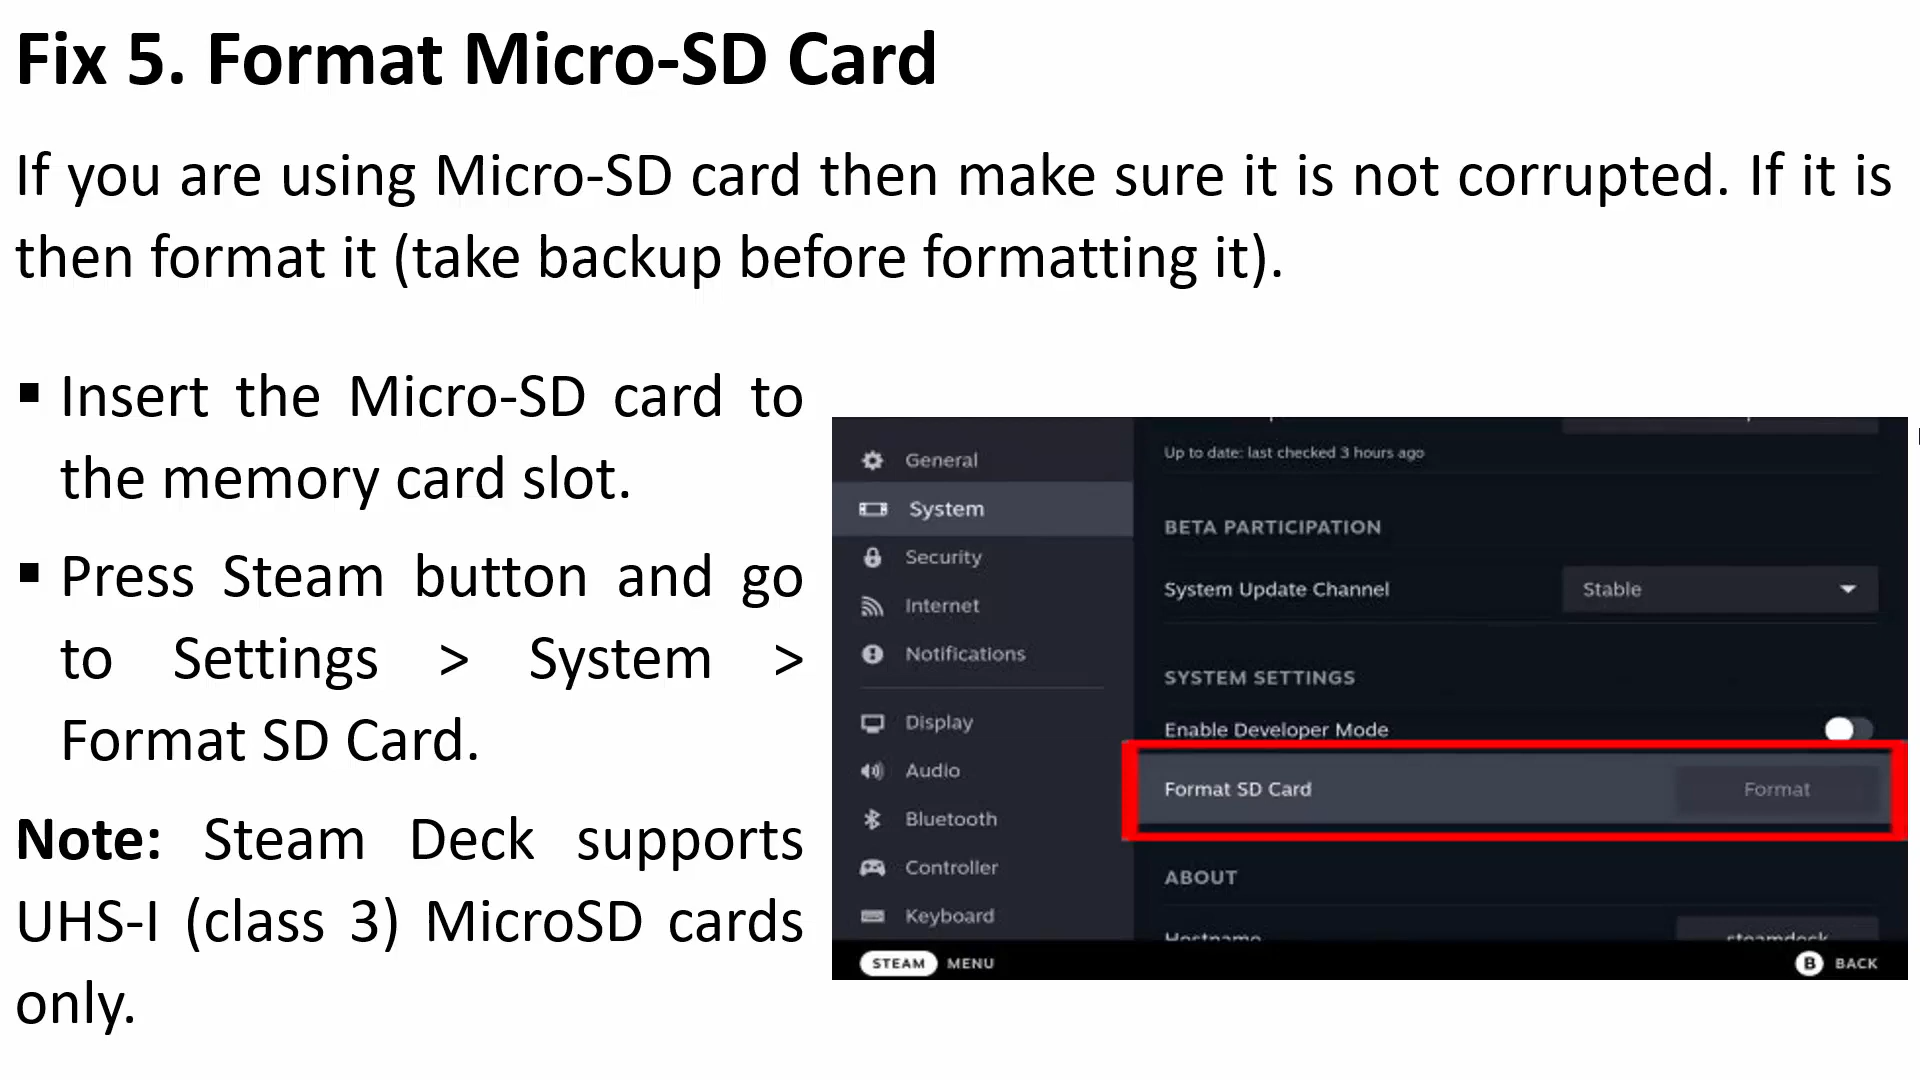 Fix 5. Format Micro-SD Card
If you are using Micro-SD card then make sure it is not corrupted. If it is
then format it (take backup before formatting it).
▪ Insert the Micro-SD card to
the memory card slot.
▪ Press Steam button and go
to Settings > System >
Format SD Card.
Note: Steam Deck supports
UHS-I (class 3) MicroSD cards
only.
General
System
Security
Internet
Notifications
Display
Audio
Bluetooth
Controller
Keyboard
Up to date: last checked 3 hours ago
BETA PARTICIPATION
System Update Channel Stable
SYSTEM SETTINGS
Enable Developer Mode
Format SD Card Format
ABOUT
Hostname steamdeck
STEAM MENU B BACK